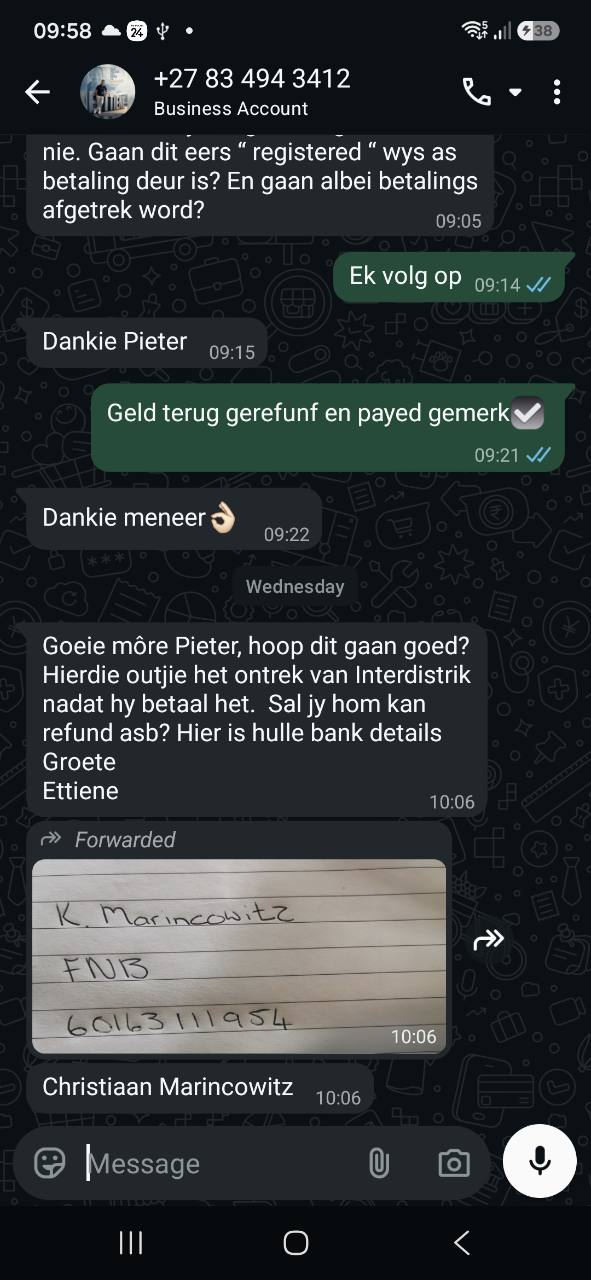 09:58
24
5
38
+27 83 494 3412
Business Account
nie. Gaan dit eers “ registered “ wys as
betaling deur is? En gaan albei betalings
afgetrek word?
09:05
Ek volg op
09:14
Dankie Pieter
09:15
Geld terug gerefunf en payed gemerk
09:21
Dankie meneer
09:22
Wednesday
Goeie môre Pieter, hoop dit gaan goed?
Hierdie outjie het ontrek van Interdistrik
nadat hy betaal het. Sal jy hom kan
refund asb? Hier is hulle bank details
Groete
Ettiene
10:06
Forwarded
K. Marincowitz
FNB
60163111954
10:06
Christiaan Marincowitz
10:06
Message